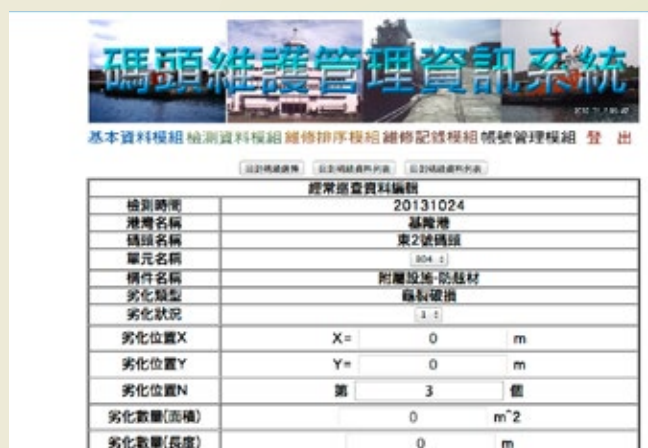 碼頭維護管理資訊系統
基本資料模組 檢測資料模組 維修排序模組 維修記錄模組 帳號管理模組 登 出
經常巡查資料編輯
檢測時間 20131024
港灣名稱 基隆港
碼頭名稱 東2號碼頭
單元名稱 B04
構件名稱 附屬設施-防舷材
劣化類型 龜裂破損
劣化狀況 1
劣化位置X X= 0 m
劣化位置Y Y= 0 m
劣化位置N 第 3 個
劣化數量(面積) 0 m^2
劣化數量(長度) 0 m